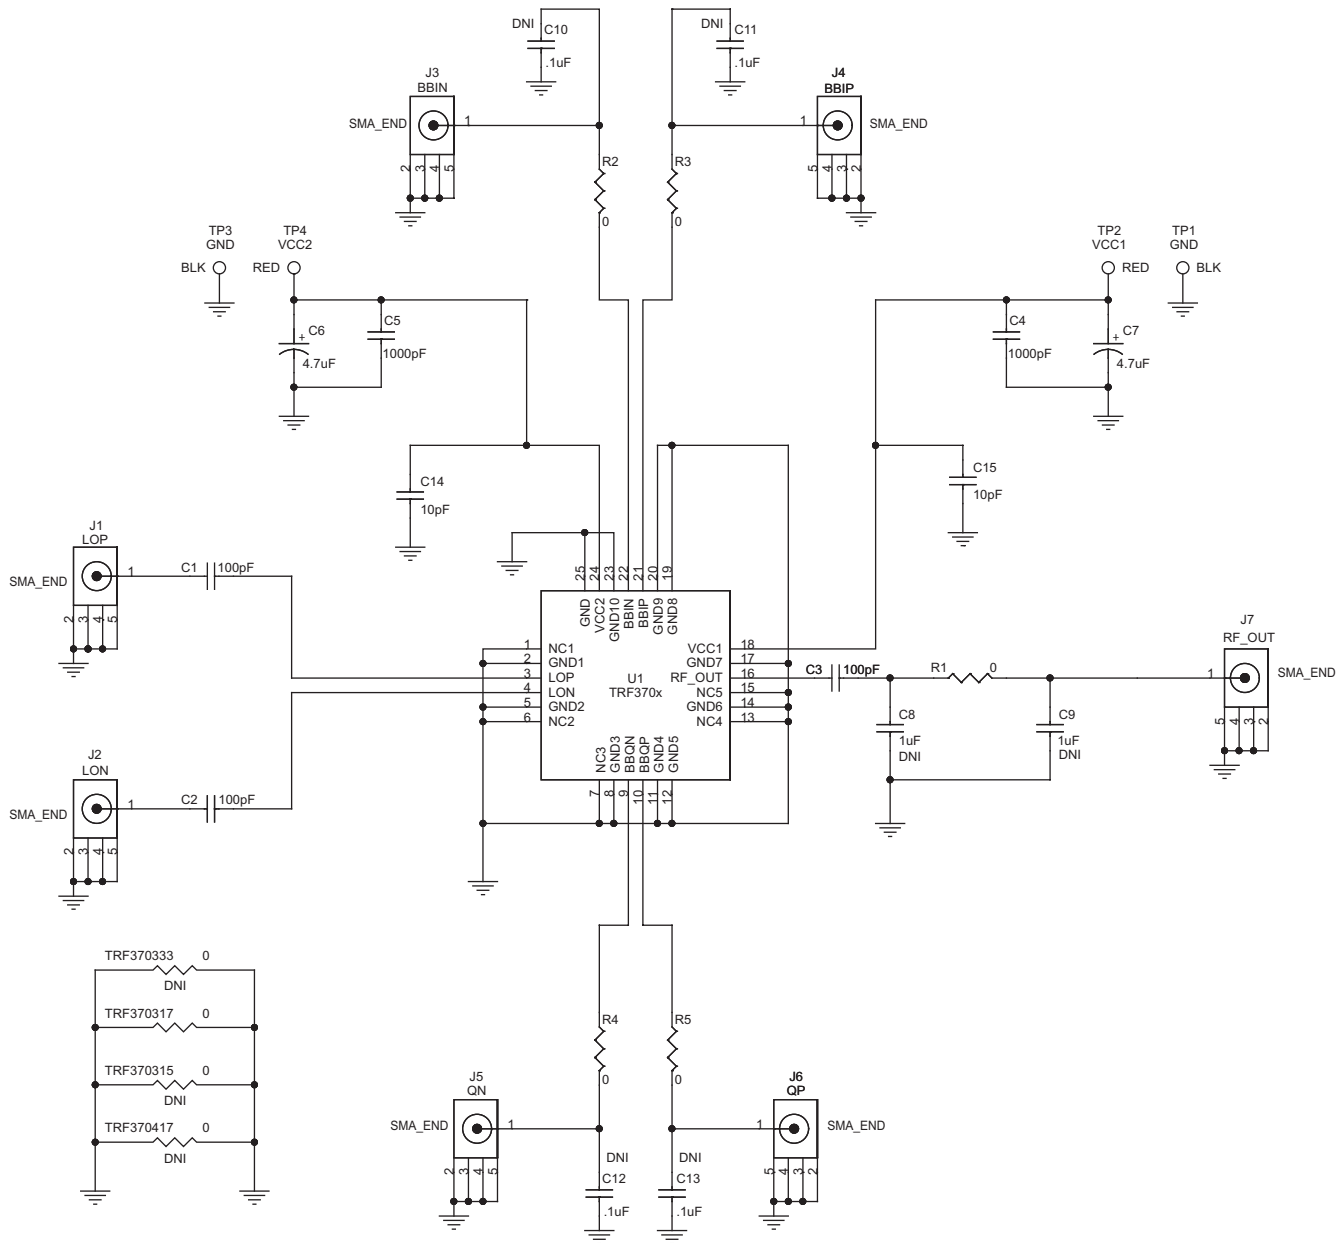 DNI
C10
.1uF
DNI
C11
.1uF
J3
BBIN
SMA_END
1
2
3
4
5
J4
BBIP
1
SMA_END
5
4
3
2
R2
0
R3
0
TP3
GND
BLK
TP4
VCC2
RED
TP2
VCC1
RED
TP1
GND
BLK
C6
+
4.7uF
C5
1000pF
C4
1000pF
C7
+
4.7uF
C14
10pF
C15
10pF
J1
LOP
SMA_END
1
2
3
4
5
C1
100pF
25
24
23
22
21
20
19
GND
VCC2
GND10
BBIN
BBIP
GND9
GND8
1
NC1
2
GND1
3
LOP
4
LON
5
GND2
6
NC2
U1
TRF370x
VCC1
18
GND7
17
RF_OUT
16
NC5
15
GND6
14
NC4
13
NC3
GND3
BBQN
BBQP
GND4
GND5
7
8
9
10
11
12
C3
100pF
R1
0
C8
1uF
DNI
C9
1uF
DNI
J7
RF_OUT
1
SMA_END
5
4
3
2
J2
LON
SMA_END
1
2
3
4
5
C2
100pF
TRF370333
0
DNI
TRF370317
0
TRF370315
0
DNI
TRF370417
0
DNI
R4
0
R5
0
J5
QN
SMA_END
1
2
3
4
5
J6
QP
1
SMA_END
5
4
3
2
DNI
C12
.1uF
DNI
C13
.1uF